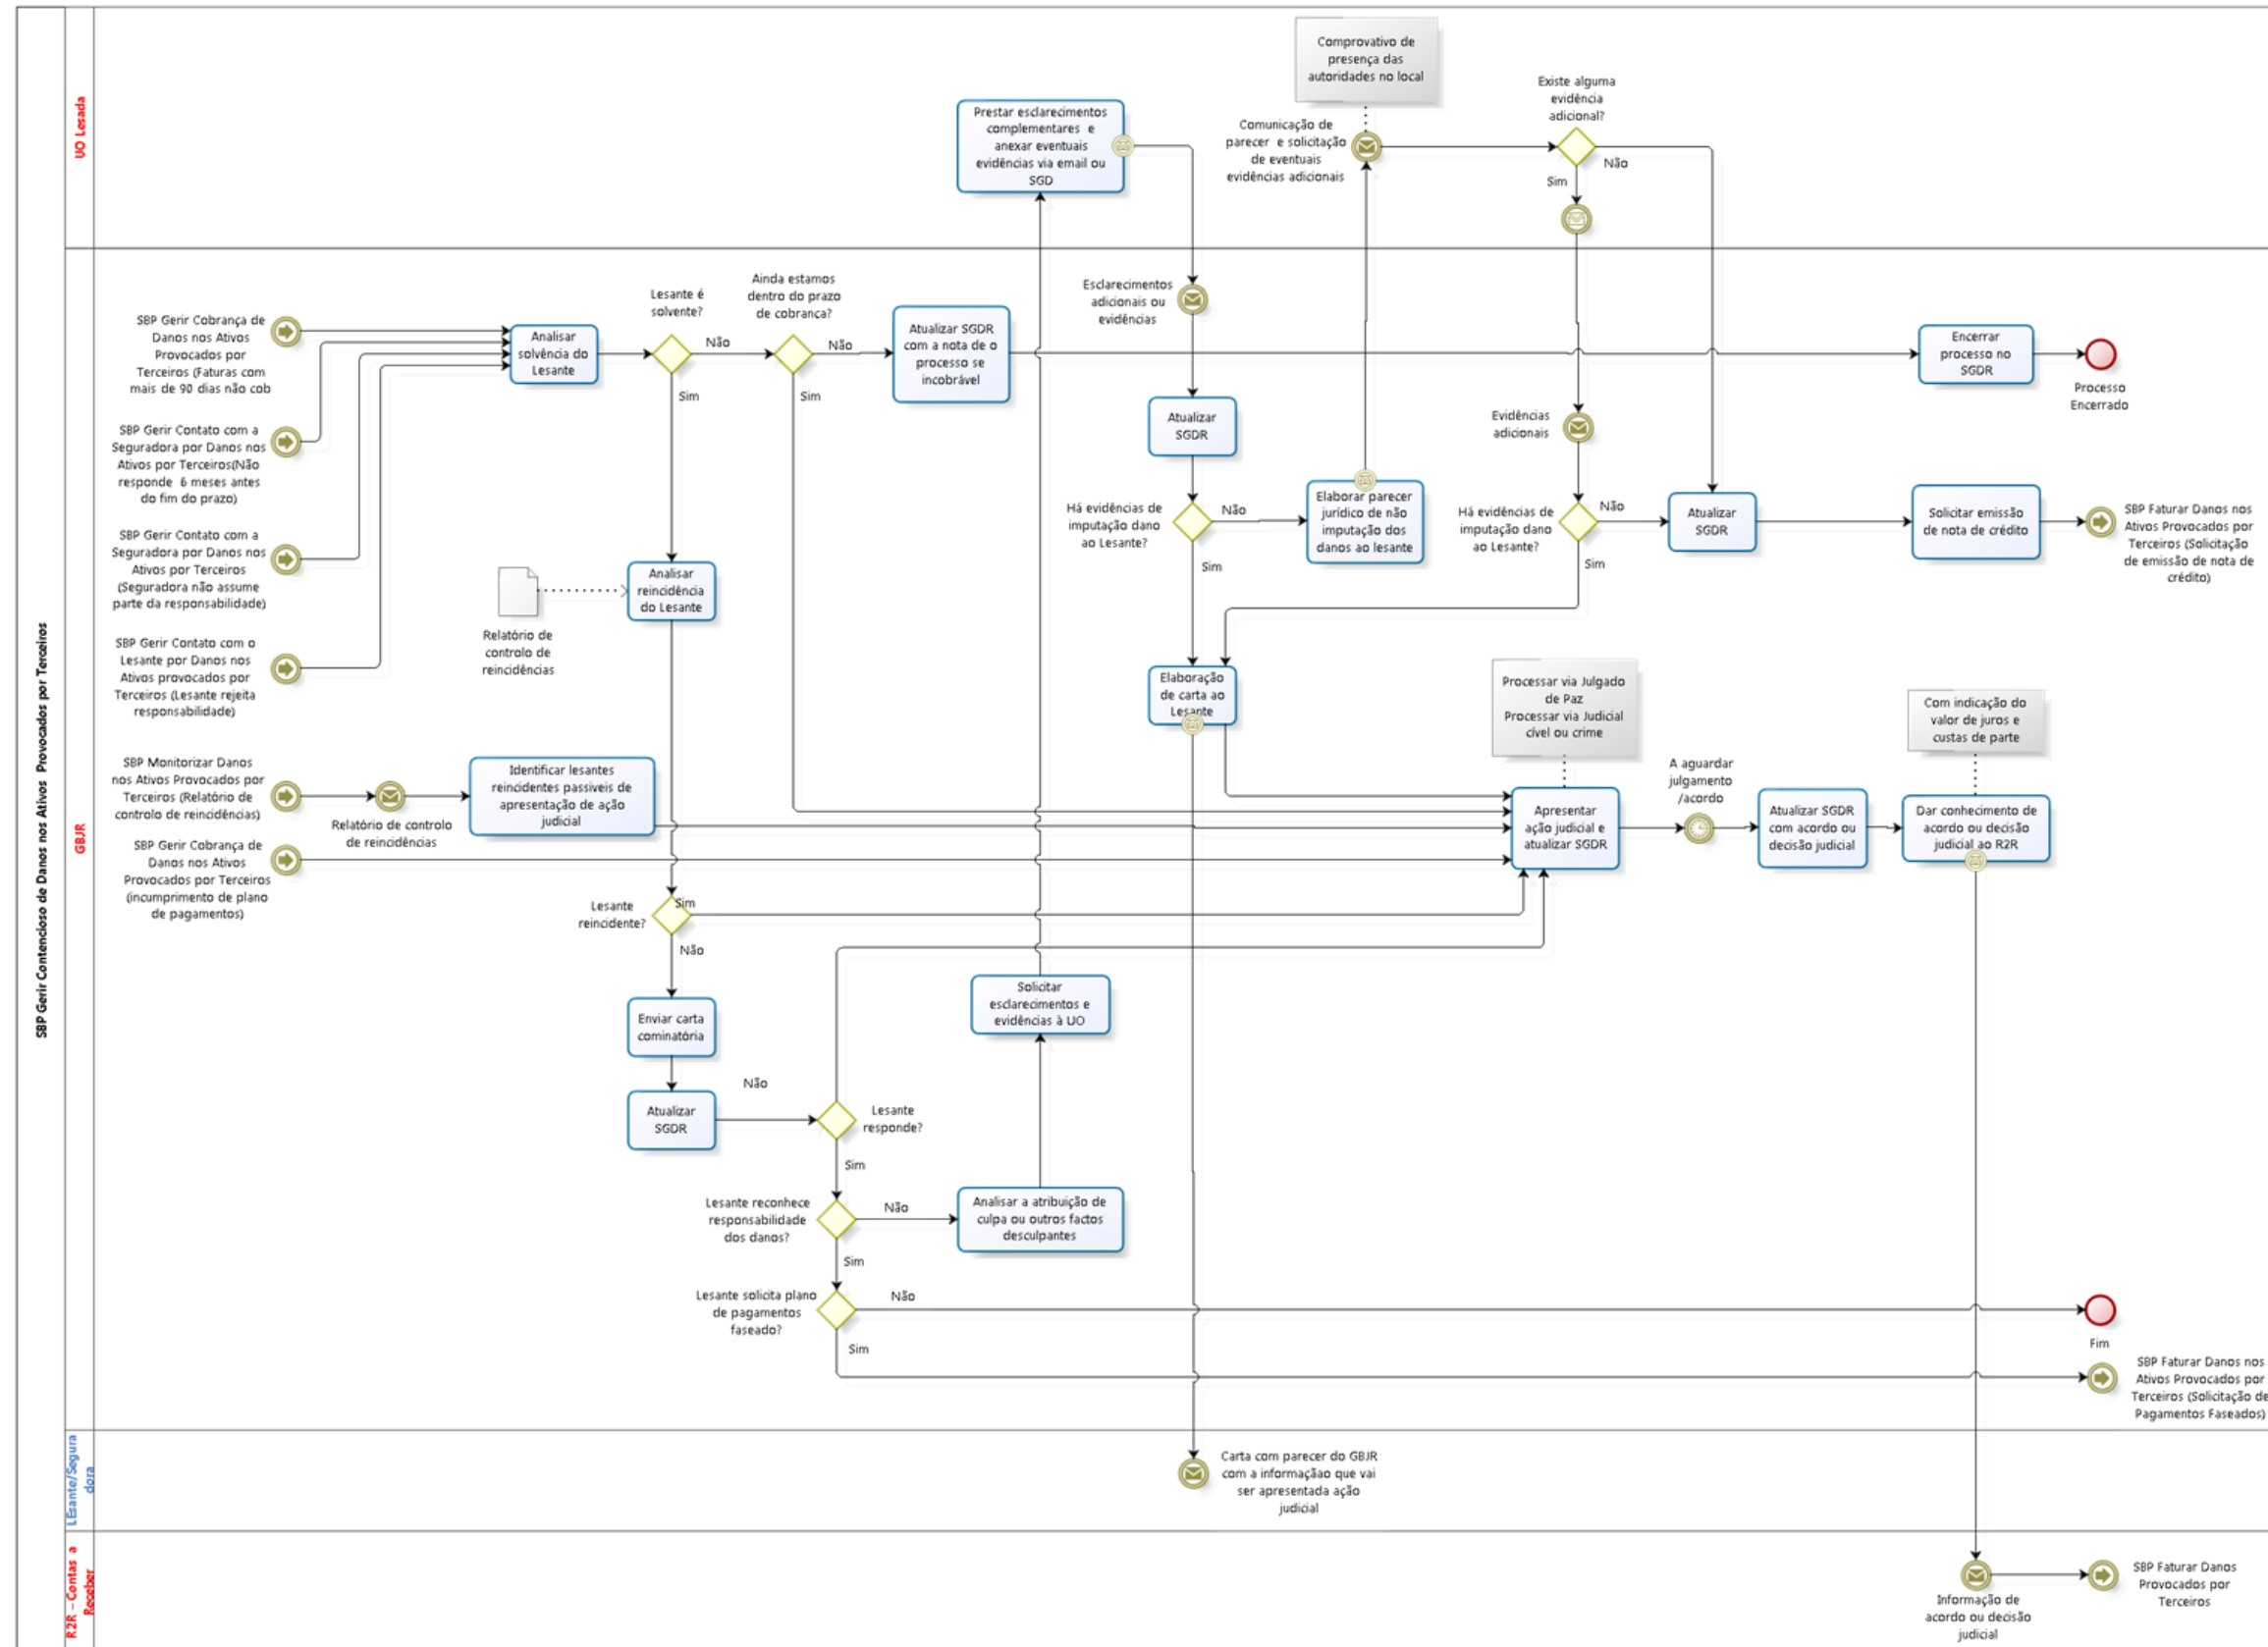 SBP Gerir Contencioso de Danos nos Ativos Provocados por Terceiros
UO Lesada
Prestar esclarecimentos
complementares e
anexar eventuais
evidências via email ou
SGD
Comprovativo de
presença das
autoridades no local
Comunicação de
parecer e solicitação
de eventuais
evidências adicionais
Existe alguma
evidência
adicional?
Não
Sim
GBJR
SBP Gerir Cobrança de
Danos nos Ativos
Provocados por
Terceiros (Faturas com
mais de 90 dias não cob
SBP Gerir Contato com a
Seguradora por Danos nos
Ativos por Terceiros(Não
responde 6 meses antes
do fim do prazo)
SBP Gerir Contato com a
Seguradora por Danos nos
Ativos por Terceiros
(Seguradora não assume
parte da responsabilidade)
SBP Gerir Contato com o
Lesante por Danos nos
Ativos provocados por
Terceiros (Lesante rejeita
responsabilidade)
SBP Monitorizar Danos
nos Ativos Provocados por
Terceiros (Relatório de
controlo de reincidências)
SBP Gerir Cobrança de
Danos nos Ativos
Provocados por Terceiros
(incumprimento de plano
de pagamentos)
Relatório de controlo
de reincidências
Identificar lesantes
reincidentes passiveis de
apresentação de ação
judicial
Analisar
solvência do
Lesante
Lesante é
solvente?
Não
Sim
Ainda estamos
dentro do prazo
de cobrança?
Não
Sim
Atualizar SGDR
com a nota de o
processo se
incobrável
Relatório de
controlo de
reincidências
Analisar
reincidência
do Lesante
Lesante
reincidente?
Sim
Não
Enviar carta
cominatória
Atualizar
SGDR
Não
Lesante
responde?
Sim
Lesante reconhece
responsabilidade
dos danos?
Não
Sim
Analisar a atribuição de
culpa ou outros factos
desculpantes
Solicitar
esclarecimentos e
evidências à UO
Lesante solicita plano
de pagamentos
faseado?
Não
Sim
Esclarecimentos
adicionais ou
evidências
Atualizar
SGDR
Há evidências de
imputação dano
ao Lesante?
Não
Sim
Elaborar parecer
jurídico de não
imputação dos
danos ao lesante
Elaboração
de carta ao
Lesante
Evidências
adicionais
Há evidências de
imputação dano
ao Lesante?
Não
Sim
Atualizar
SGDR
Encerrar
processo no
SGDR
Processo
Encerrado
Solicitar emissão
de nota de crédito
SBP Faturar Danos nos
Ativos Provocados por
Terceiros (Solicitação
de emissão de nota de
crédito)
Processar via Julgado
de Paz
Processar via Judicial
cível ou crime
Apresentar
ação judicial e
atualizar SGDR
A aguardar
julgamento
/acordo
Atualizar SGDR
com acordo ou
decisão judicial
Com indicação do
valor de juros e
custas de parte
Dar conhecimento de
acordo ou decisão
judicial ao R2R
Fim
SBP Faturar Danos nos
Ativos Provocados por
Terceiros (Solicitação de
Pagamentos Faseados)
LEsante/Segura
dora
Carta com parecer do GBJR
com a informaçãao que vai
ser apresentada ação
judicial
R2R – Contas a
Receber
Informação de
acordo ou decisão
judicial
SBP Faturar Danos
Provocados por
Terceiros